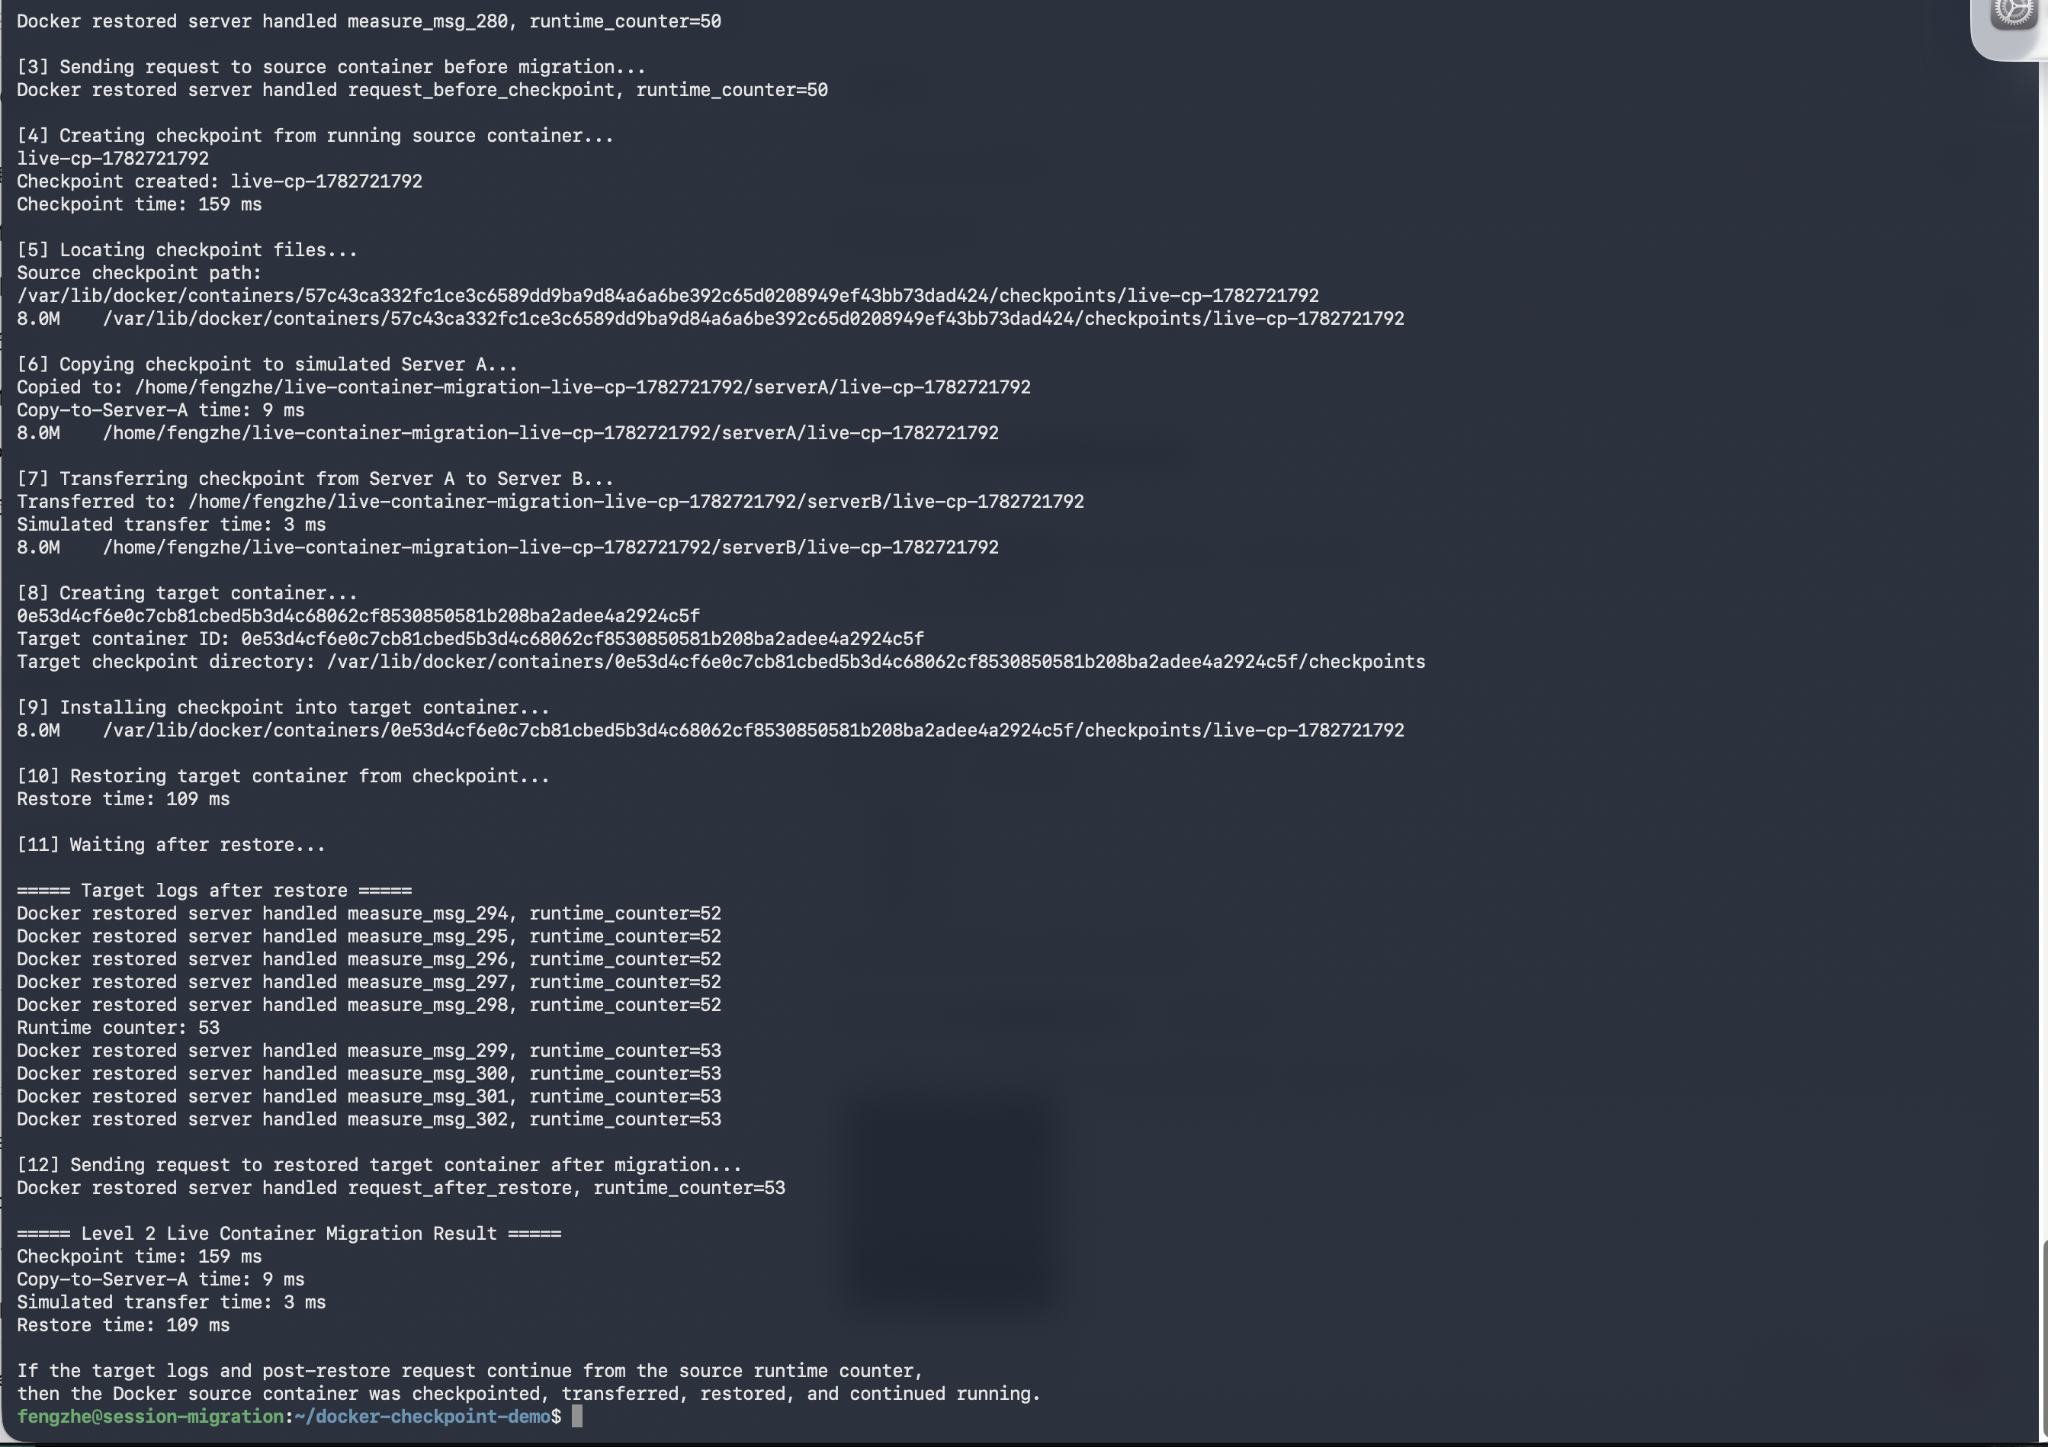 Docker restored server handled measure_msg_280, runtime_counter=50
[3] Sending request to source container before migration...
Docker restored server handled request_before_checkpoint, runtime_counter=50
[4] Creating checkpoint from running source container...
live-cp-1782721792
Checkpoint created: live-cp-1782721792
Checkpoint time: 159 ms
[5] Locating checkpoint files...
Source checkpoint path:
/var/lib/docker/containers/57c43ca332fc1ce3c6589dd9ba9d84a6a6be392c65d0208949ef43bb73dad424/checkpoints/live-cp-1782721792
8.0M    /var/lib/docker/containers/57c43ca332fc1ce3c6589dd9ba9d84a6a6be392c65d0208949ef43bb73dad424/checkpoints/live-cp-1782721792
[6] Copying checkpoint to simulated Server A...
Copied to: /home/fengzhe/live-container-migration-live-cp-1782721792/serverA/live-cp-1782721792
Copy-to-Server-A time: 9 ms
8.0M    /home/fengzhe/live-container-migration-live-cp-1782721792/serverA/live-cp-1782721792
[7] Transferring checkpoint from Server A to Server B...
Transferred to: /home/fengzhe/live-container-migration-live-cp-1782721792/serverB/live-cp-1782721792
Simulated transfer time: 3 ms
8.0M    /home/fengzhe/live-container-migration-live-cp-1782721792/serverB/live-cp-1782721792
[8] Creating target container...
0e53d4cf6e0c7cb81cbed5b3d4c68062cf8530850581b208ba2adee4a2924c5f
Target container ID: 0e53d4cf6e0c7cb81cbed5b3d4c68062cf8530850581b208ba2adee4a2924c5f
Target checkpoint directory: /var/lib/docker/containers/0e53d4cf6e0c7cb81cbed5b3d4c68062cf8530850581b208ba2adee4a2924c5f/checkpoints
[9] Installing checkpoint into target container...
8.0M    /var/lib/docker/containers/0e53d4cf6e0c7cb81cbed5b3d4c68062cf8530850581b208ba2adee4a2924c5f/checkpoints/live-cp-1782721792
[10] Restoring target container from checkpoint...
Restore time: 109 ms
[11] Waiting after restore...
===== Target logs after restore =====
Docker restored server handled measure_msg_294, runtime_counter=52
Docker restored server handled measure_msg_295, runtime_counter=52
Docker restored server handled measure_msg_296, runtime_counter=52
Docker restored server handled measure_msg_297, runtime_counter=52
Docker restored server handled measure_msg_298, runtime_counter=52
Runtime counter: 53
Docker restored server handled measure_msg_299, runtime_counter=53
Docker restored server handled measure_msg_300, runtime_counter=53
Docker restored server handled measure_msg_301, runtime_counter=53
Docker restored server handled measure_msg_302, runtime_counter=53
[12] Sending request to restored target container after migration...
Docker restored server handled request_after_restore, runtime_counter=53
===== Level 2 Live Container Migration Result =====
Checkpoint time: 159 ms
Copy-to-Server-A time: 9 ms
Simulated transfer time: 3 ms
Restore time: 109 ms
If the target logs and post-restore request continue from the source runtime counter,
then the Docker source container was checkpointed, transferred, restored, and continued running.
fengzhe@session-migration:~/docker-checkpoint-demo$